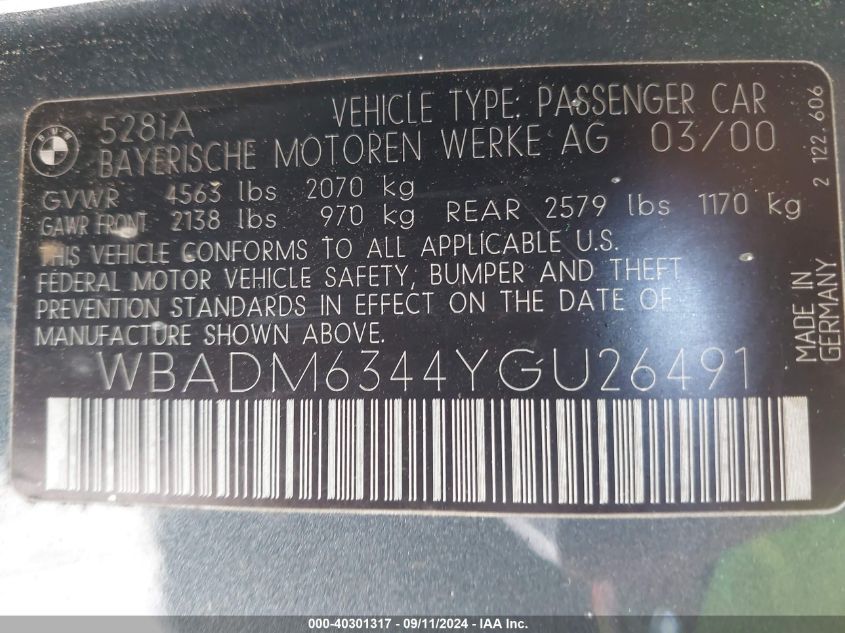 BMW
528iA VEHICLE TYPE: PASSENGER CAR
BAYERISCHE MOTOREN WERKE AG 03/00
GVWR 4563 lbs 2070 kg
GAWR FRONT 2138 lbs 970 kg REAR 2579 lbs 1170 kg
THIS VEHICLE CONFORMS TO ALL APPLICABLE U.S.
FEDERAL MOTOR VEHICLE SAFETY, BUMPER AND THEFT
PREVENTION STANDARDS IN EFFECT ON THE DATE OF
MANUFACTURE SHOWN ABOVE.
WBADM6344YGU26491
2 122 606
MADE IN
GERMANY
000-40301317 - 09/11/2024 - IAA Inc.